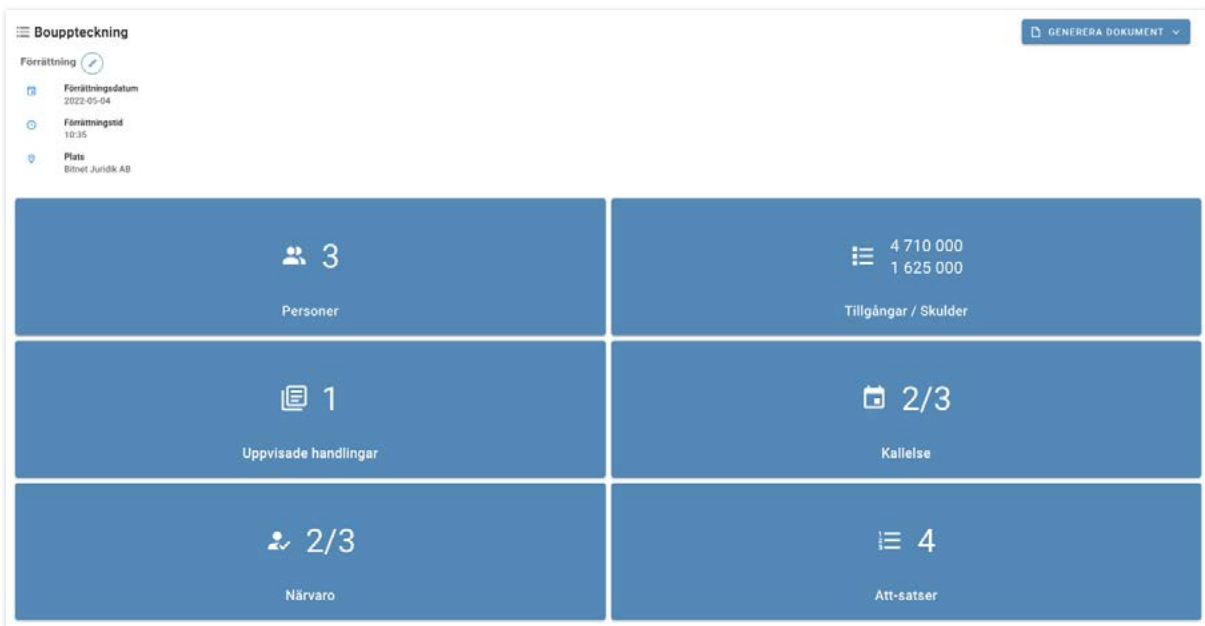 Bouppteckning
GENERERA DOKUMENT
Förrättning
Förrättningsdatum
2022-05-04
Förrättningstid
10:35
Plats
Bitnet Juridik AB
3
Personer
4 710 000
1 625 000
Tillgångar / Skulder
1
Uppvisade handlingar
2/3
Kallelse
2/3
Närvaro
4
Att-satser